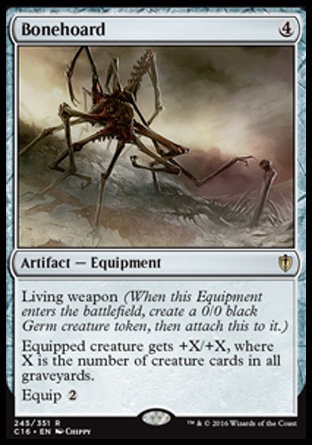 Bonehoard 4
Artifact — Equipment
Living weapon (When this Equipment
enters the battlefield, create a 0/0 black
Germ creature token, then attach this to it.)
Equipped creature gets +X/+X, where
X is the number of creature cards in all
graveyards.
Equip 2
245/351 R
C16 • EN CHIPPY
™ & © 2016 Wizards of the Coast